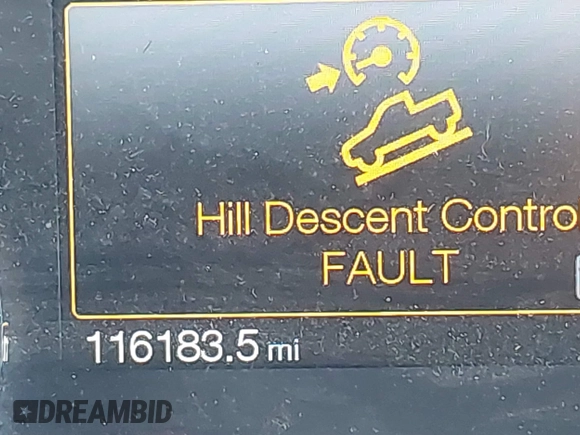 Hill Descent Contro
FAULT
116183.5 mi
DREAMBID